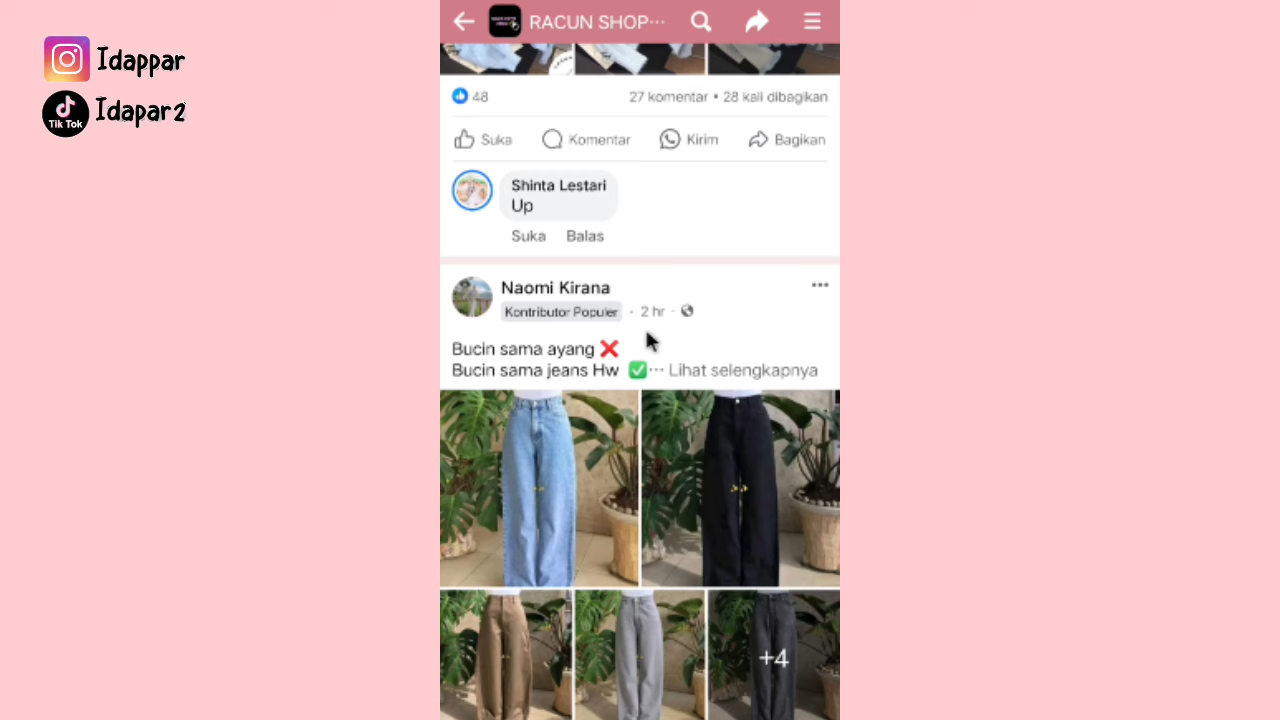 Idappar
Tik Tok
Idapar2
RACUN SHOP...
48
27 komentar • 28 kali dibagikan
Suka
Komentar
Kirim
Bagikan
Shinta Lestari
Up
Suka
Balas
Naomi Kirana
Kontributor Populer · 2 hr ·
Bucin sama ayang ❌
Bucin sama jeans Hw ✅... Lihat selengkapnya
+4